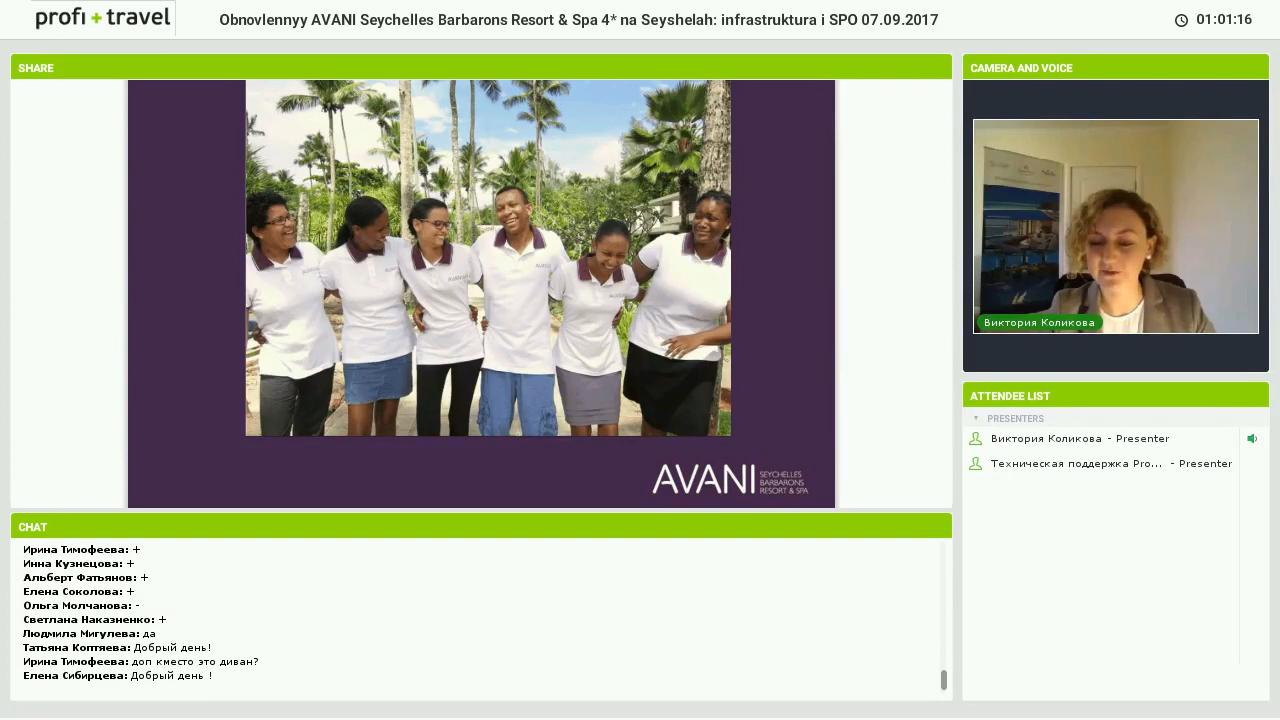 profi + travel
Obnovlennyy AVANI Seychelles Barbarons Resort & Spa 4* na Seyshelah: infrastruktura i SPO 07.09.2017
01:01:16
SHARE
AVANI
SEYCHELLES
BARBARONS
RESORT & SPA
CHAT
Ирина Тимофеева: +
Инна Кузнецова: +
Альберт Фатьянов: +
Елена Соколова: +
Ольга Молчанова: -
Светлана Наказненко: +
Людмила Мигулева: да
Татьяна Коптяева: Добрый день!
Ирина Тимофеева: доп кместо это диван?
Елена Сибирцева: Добрый день !
CAMERA AND VOICE
Виктория Коликова
ATTENDEE LIST
PRESENTERS
Виктория Коликова - Presenter
Техническая поддержка Pro... - Presenter